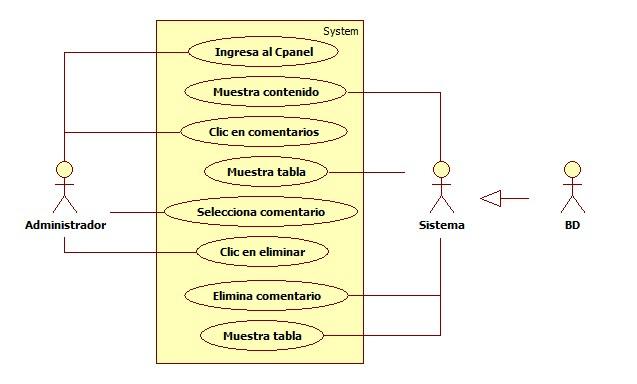 System
Ingresa al Cpanel
Muestra contenido
Clic en comentarios
Muestra tabla
Selecciona comentario
Administrador
Sistema
BD
Clic en eliminar
Elimina comentario
Muestra tabla